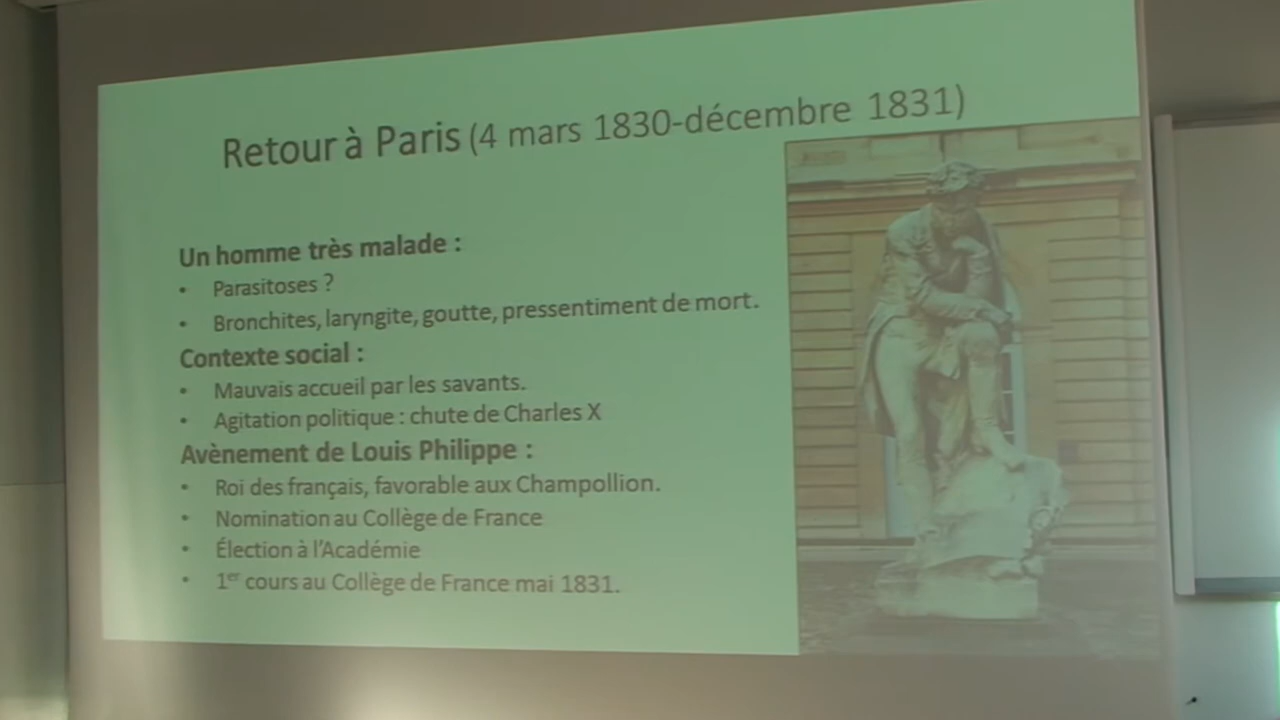 Retour à Paris (4 mars 1830-décembre 1831)
Un homme très malade :
• Parasitoses ?
• Bronchites, laryngite, goutte, pressentiment de mort.
Contexte social :
• Mauvais accueil par les savants.
• Agitation politique : chute de Charles X
Avènement de Louis Philippe :
• Roi des français, favorable aux Champollion.
• Nomination au Collège de France
• Élection à l'Académie
• 1er cours au Collège de France mai 1831.